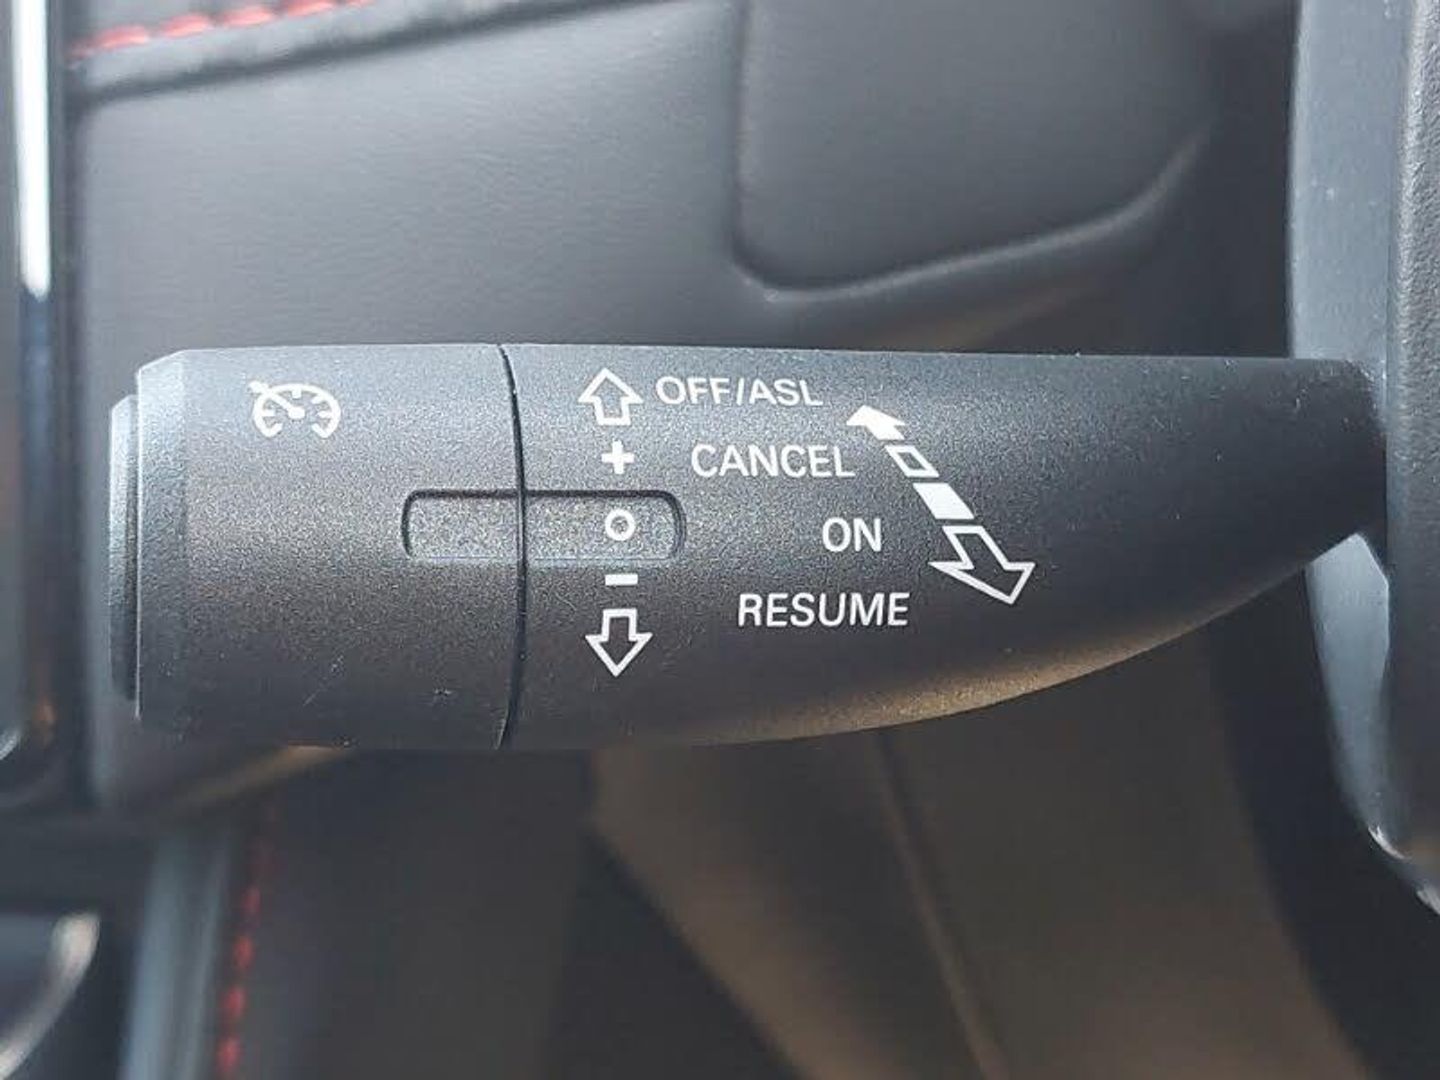 OFF/ASL
+ CANCEL
O ON
- RESUME